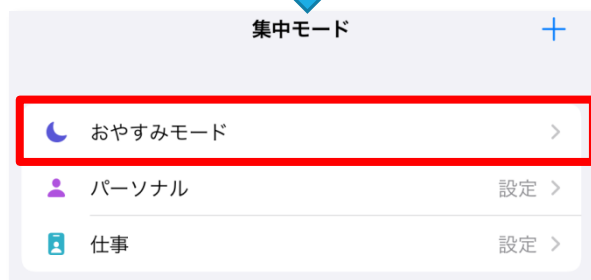 集中モード
おやすみモード
パーソナル 設定
仕事 設定